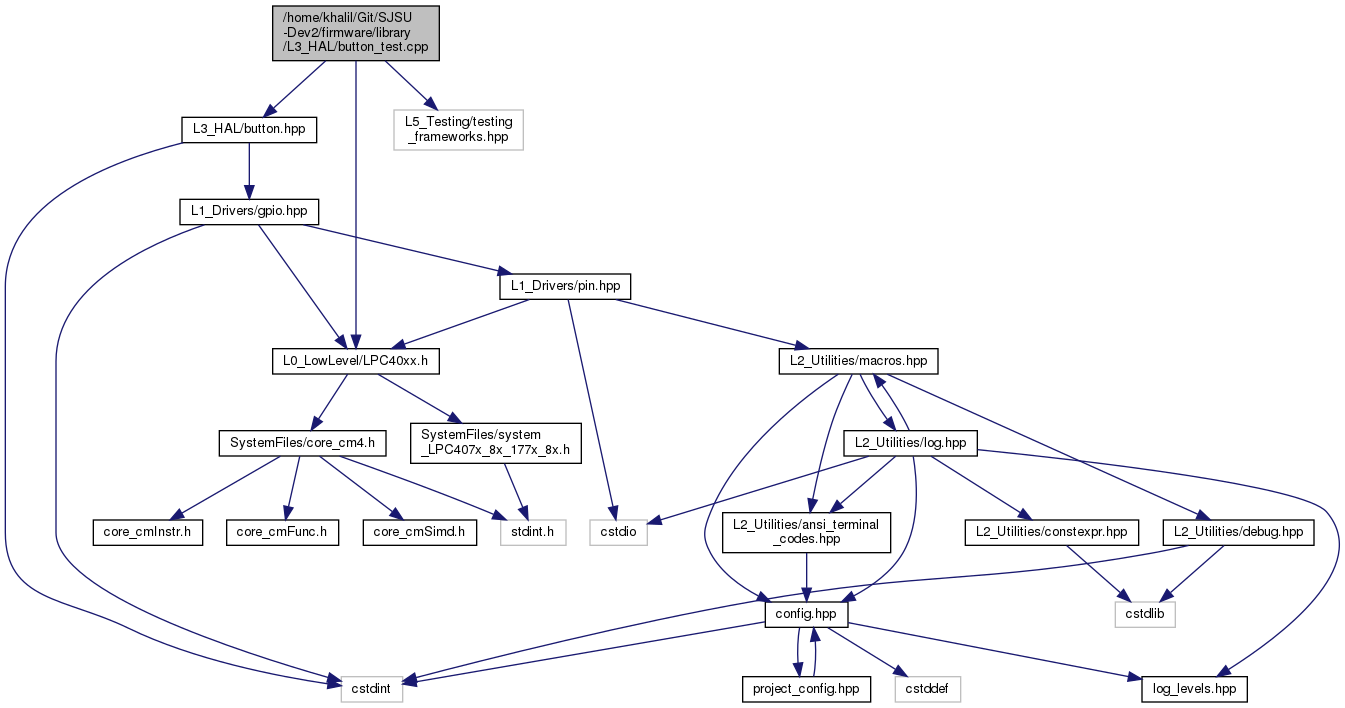 /home/khalil/Git/SJSU
-Dev2/firmware/library
/L3_HAL/button_test.cpp
L3_HAL/button.hpp
L5_Testing/testing
_frameworks.hpp
L1_Drivers/gpio.hpp
L1_Drivers/pin.hpp
L0_LowLevel/LPC40xx.h
L2_Utilities/macros.hpp
SystemFiles/core_cm4.h
SystemFiles/system
_LPC407x_8x_177x_8x.h
L2_Utilities/log.hpp
core_cmInstr.h
core_cmFunc.h
core_cmSimd.h
stdint.h
cstdio
L2_Utilities/ansi_terminal
_codes.hpp
L2_Utilities/constexpr.hpp
L2_Utilities/debug.hpp
config.hpp
cstdlib
cstdint
project_config.hpp
cstddef
log_levels.hpp